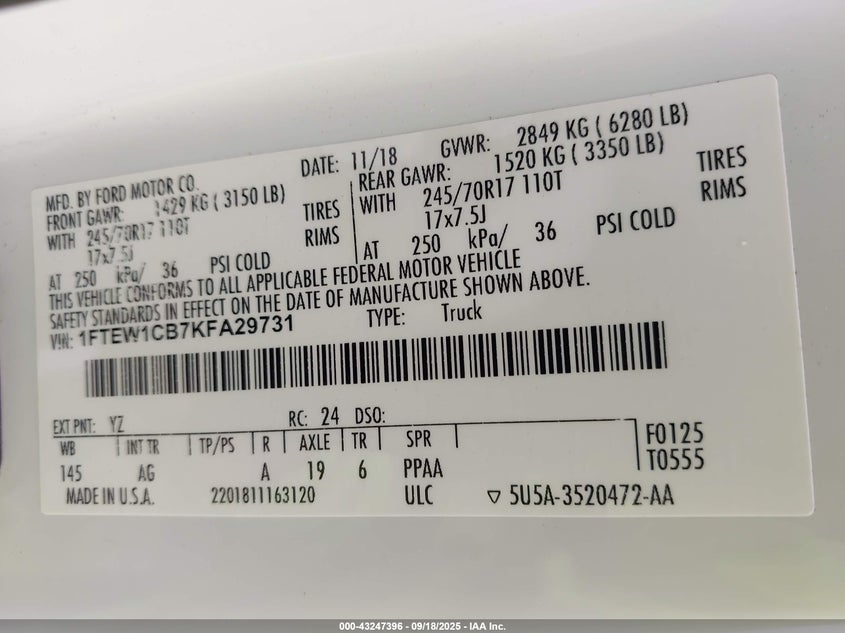 MFD. BY FORD MOTOR CO.
DATE: 11/18
GVWR: 2849 KG ( 6280 LB)
FRONT GAWR: 1429 KG ( 3150 LB)
WITH 245/70R17 110T TIRES
17x7.5J RIMS
AT 250 kPa/ 36 PSI COLD
REAR GAWR: 1520 KG ( 3350 LB)
WITH 245/70R17 110T TIRES
17x7.5J RIMS
AT 250 kPa/ 36 PSI COLD
THIS VEHICLE CONFORMS TO ALL APPLICABLE FEDERAL MOTOR VEHICLE
SAFETY STANDARDS IN EFFECT ON THE DATE OF MANUFACTURE SHOWN ABOVE.
VIN: 1FTEW1CB7KFA29731 TYPE: Truck
EXT PNT: YZ RC: 24 DSO:
WB INT TR TP/PS R AXLE TR SPR F0125
145 AG A 19 6 PPAA T0555
MADE IN U.S.A. 2201811163120 ULC ▽ 5U5A-3520472-AA
000-43247396 - 09/18/2025 - IAA Inc.